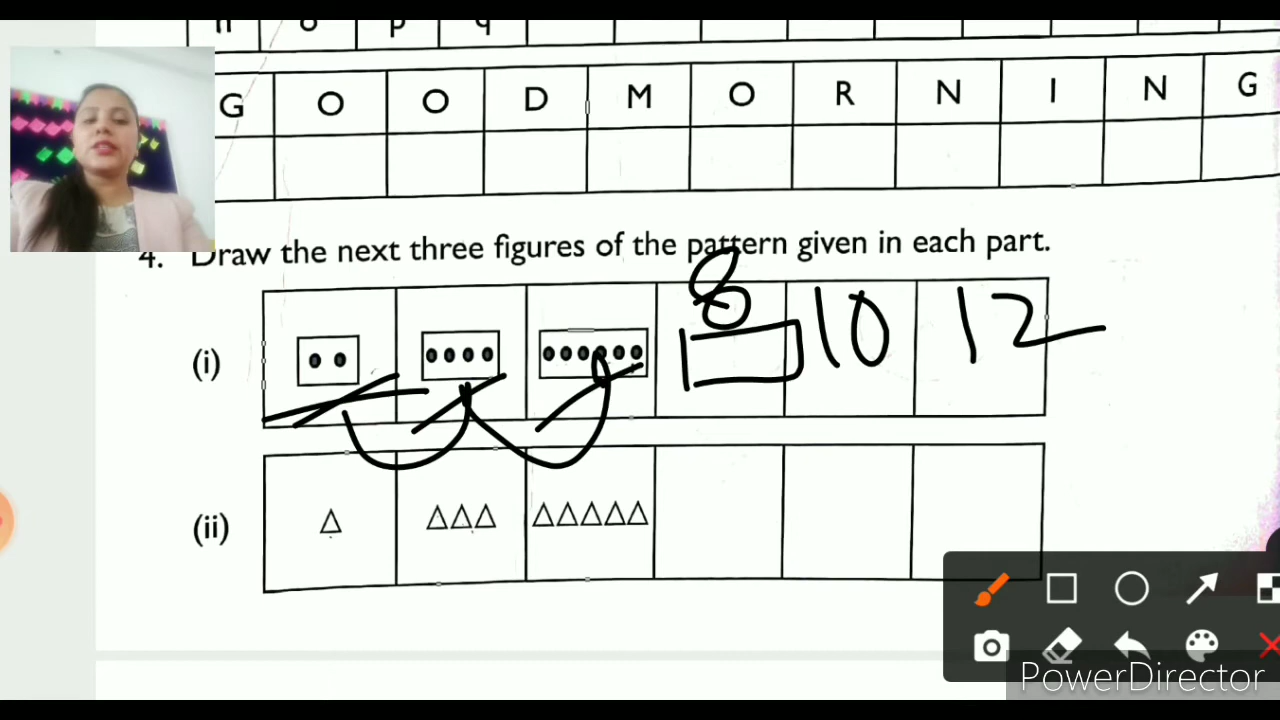 n o p q
G O O D M O R N I N G
4. Draw the next three figures of the pattern given in each part.
(i) 8 10 12
(ii)
PowerDirector